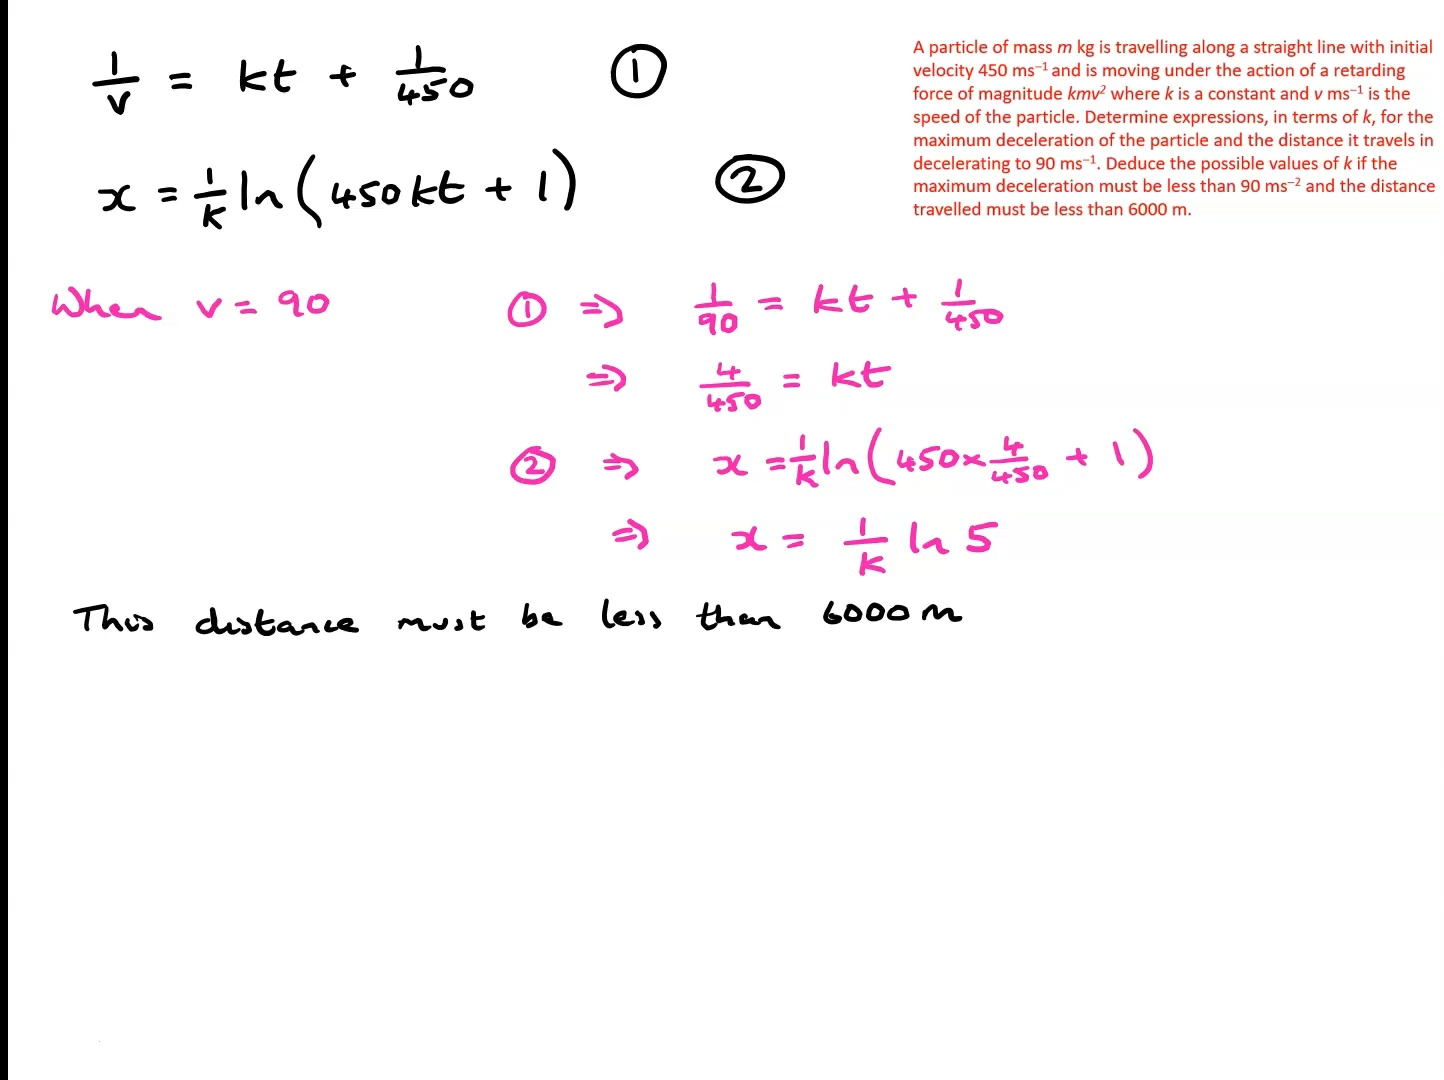 1/v = kt + 1/450 ①
x = 1/k ln(450kt + 1) ②
A particle of mass m kg is travelling along a straight line with initial
velocity 450 ms⁻¹ and is moving under the action of a retarding
force of magnitude kmv² where k is a constant and v ms⁻¹ is the
speed of the particle. Determine expressions, in terms of k, for the
maximum deceleration of the particle and the distance it travels in
decelerating to 90 ms⁻¹. Deduce the possible values of k if the
maximum deceleration must be less than 90 ms⁻² and the distance
travelled must be less than 6000 m.
When v = 90 ① ⇒ 1/90 = kt + 1/450
⇒ 4/450 = kt
② ⇒ x = 1/k ln(450 × 4/450 + 1)
⇒ x = 1/k ln 5
This distance must be less than 6000 m